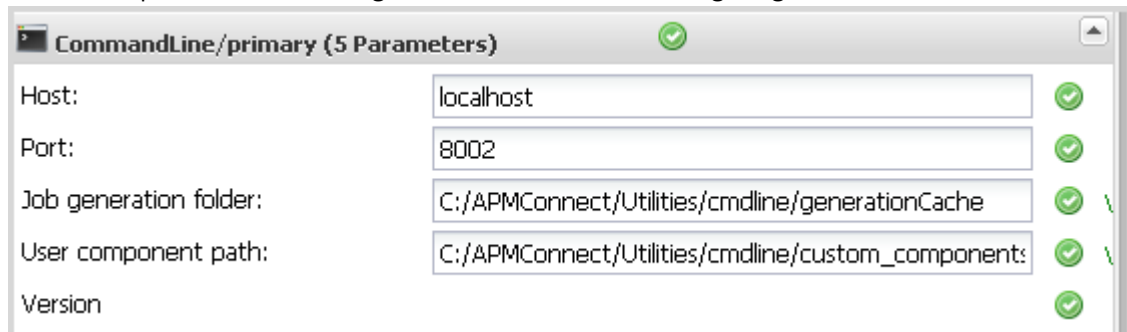 CommandLine/primary (5 Parameters)
Host: localhost
Port: 8002
Job generation folder: C:/APMConnect/Utilities/cmdline/generationCache
User component path: C:/APMConnect/Utilities/cmdline/custom_components
Version